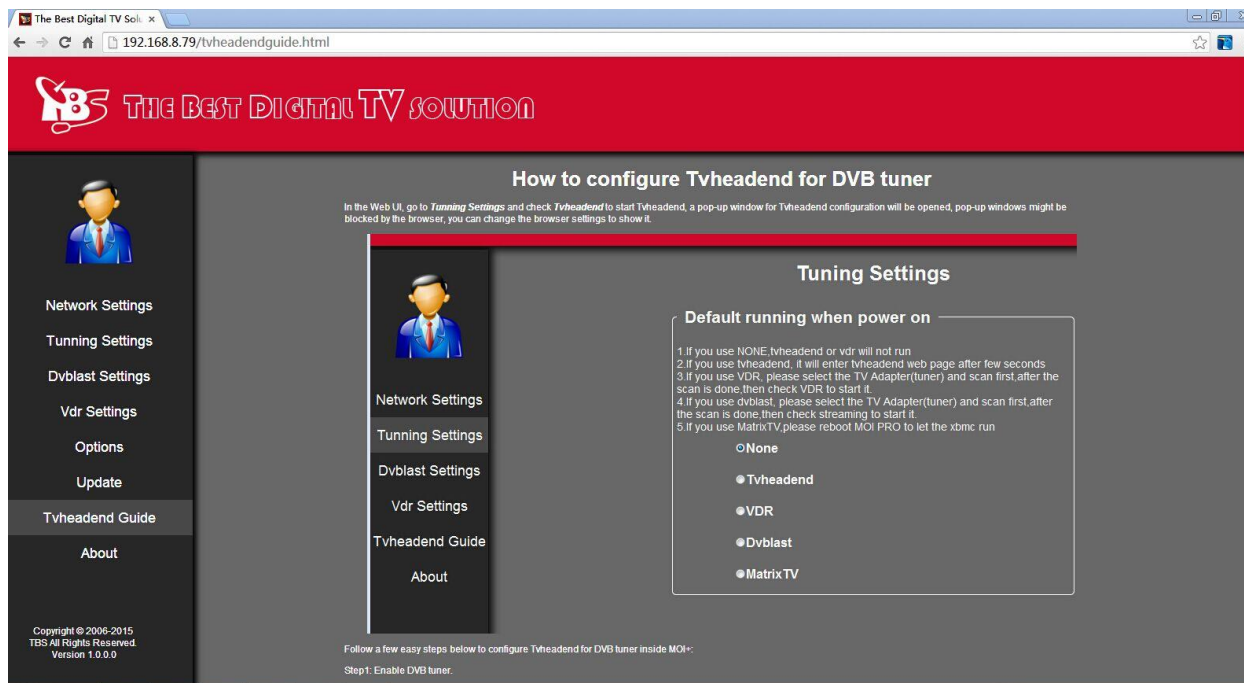 The Best Digital TV Solu
192.168.8.79/tvheadendguide.html
TBS THE BEST DIGITAL TV SOLUTION
Network Settings
Tunning Settings
Dvblast Settings
Vdr Settings
Options
Update
Tvheadend Guide
About
Copyright © 2006-2015
TBS All Rights Reserved.
Version 1.0.0.0
How to configure Tvheadend for DVB tuner
In the Web UI, go to Tunning Settings and check Tvheadend to start Tvheadend, a pop-up window for Tvheadend configuration will be opened, pop-up windows might be
blocked by the browser, you can change the browser settings to show it.
Network Settings
Tunning Settings
Dvblast Settings
Vdr Settings
Tvheadend Guide
About
Tuning Settings
Default running when power on
1.If you use NONE,tvheadend or vdr will not run
2.If you use tvheadend, it will enter tvheadend web page after few seconds
3.If you use VDR, please select the TV Adapter(tuner) and scan first,after the
scan is done,then check VDR to start it.
4.If you use dvblast, please select the TV Adapter(tuner) and scan first,after
the scan is done,then check streaming to start it.
5.If you use MatrixTV,please reboot MOI PRO to let the xbmc run
None
Tvheadend
VDR
Dvblast
MatrixTV
Follow a few easy steps below to configure Tvheadend for DVB tuner inside MOI+:
Step1: Enable DVB tuner.